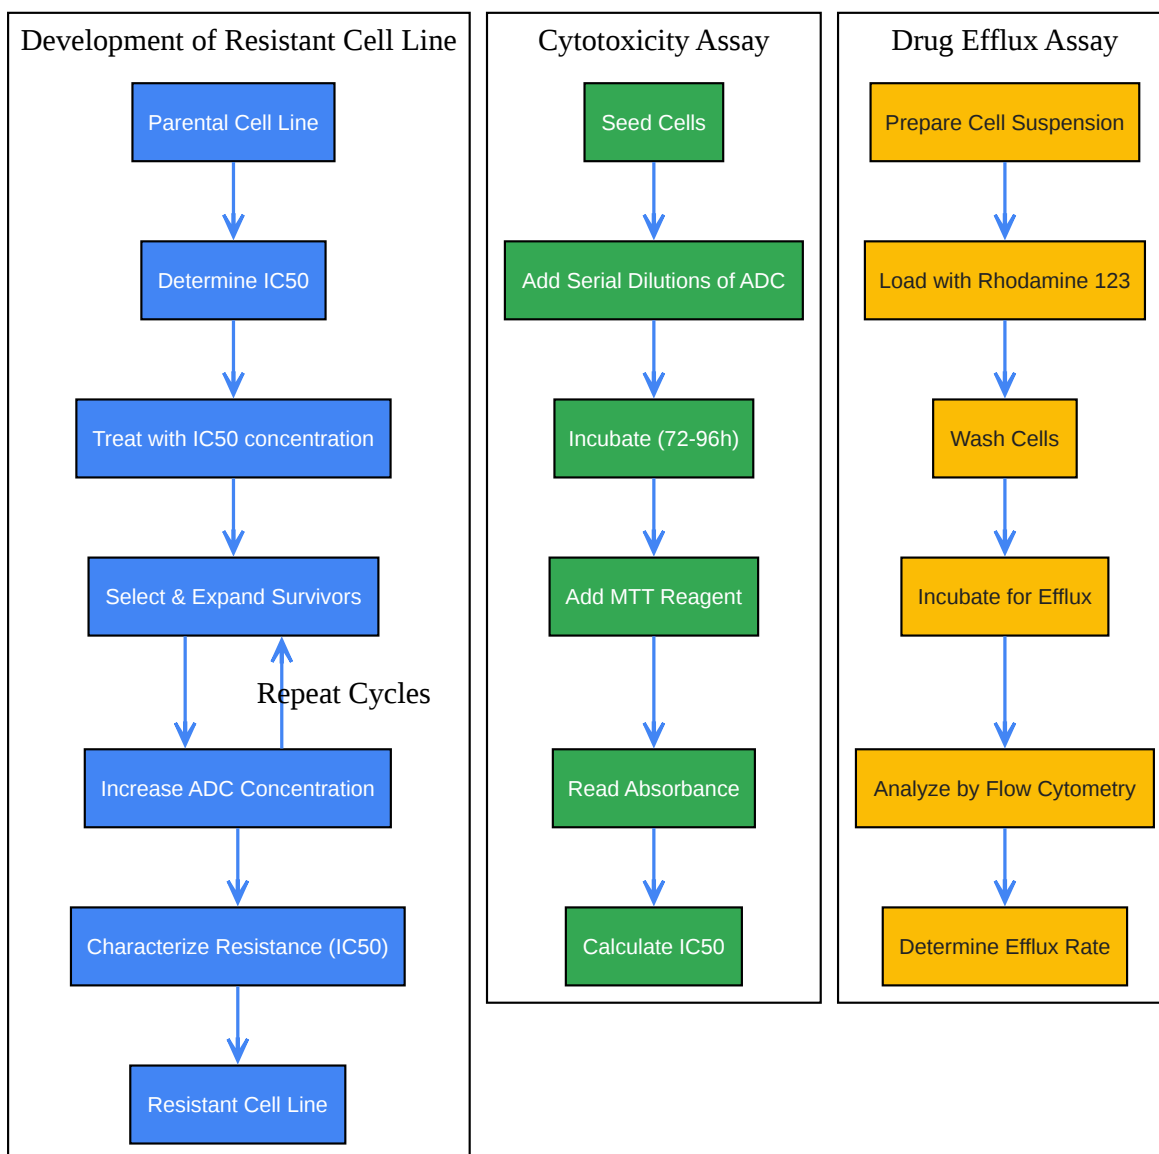 Development of Resistant Cell Line
Parental Cell Line
Determine IC50
Treat with IC50 concentration
Select & Expand Survivors
Repeat Cycles
Increase ADC Concentration
Characterize Resistance (IC50)
Resistant Cell Line
Cytotoxicity Assay
Seed Cells
Add Serial Dilutions of ADC
Incubate (72-96h)
Add MTT Reagent
Read Absorbance
Calculate IC50
Drug Efflux Assay
Prepare Cell Suspension
Load with Rhodamine 123
Wash Cells
Incubate for Efflux
Analyze by Flow Cytometry
Determine Efflux Rate